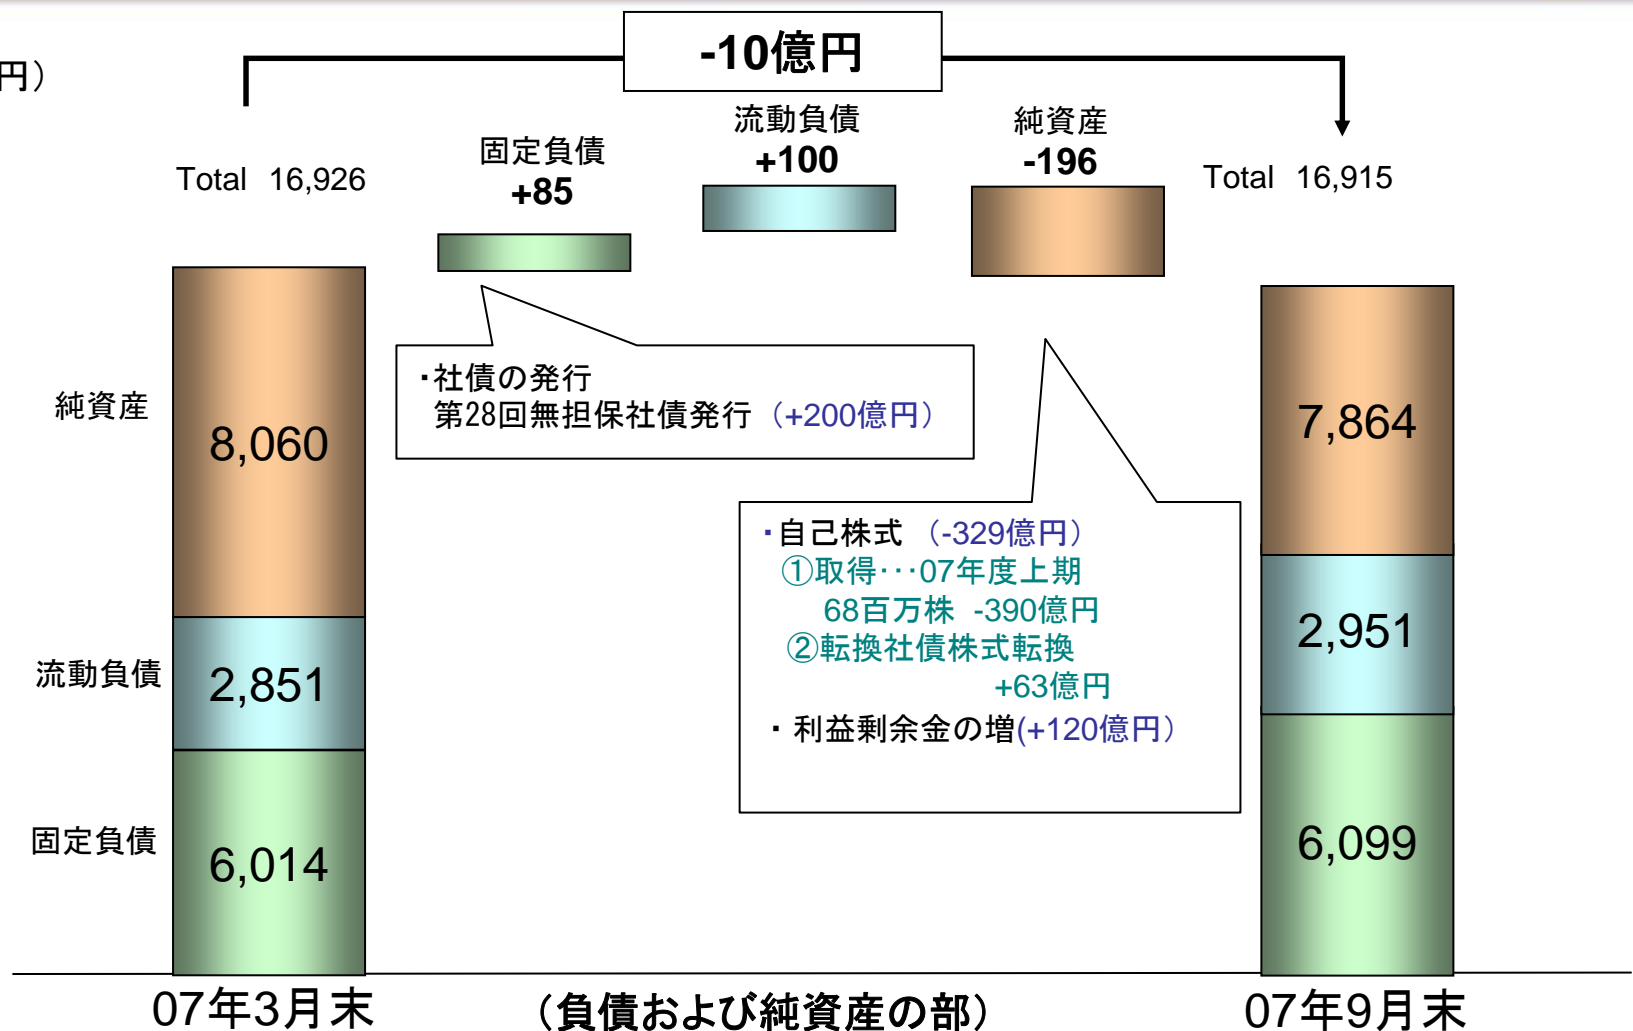 -10億円
円）
Total 16,926
固定負債
+85
流動負債
+100
純資産
-196
Total 16,915
・社債の発行
第28回無担保社債発行（+200億円）
・自己株式（-329億円）
①取得･･･07年度上期
68百万株 -390億円
②転換社債株式転換
+63億円
・利益剰余金の増(+120億円）
純資産
8,060
流動負債
2,851
固定負債
6,014
7,864
2,951
6,099
07年3月末
（負債および純資産の部）
07年9月末